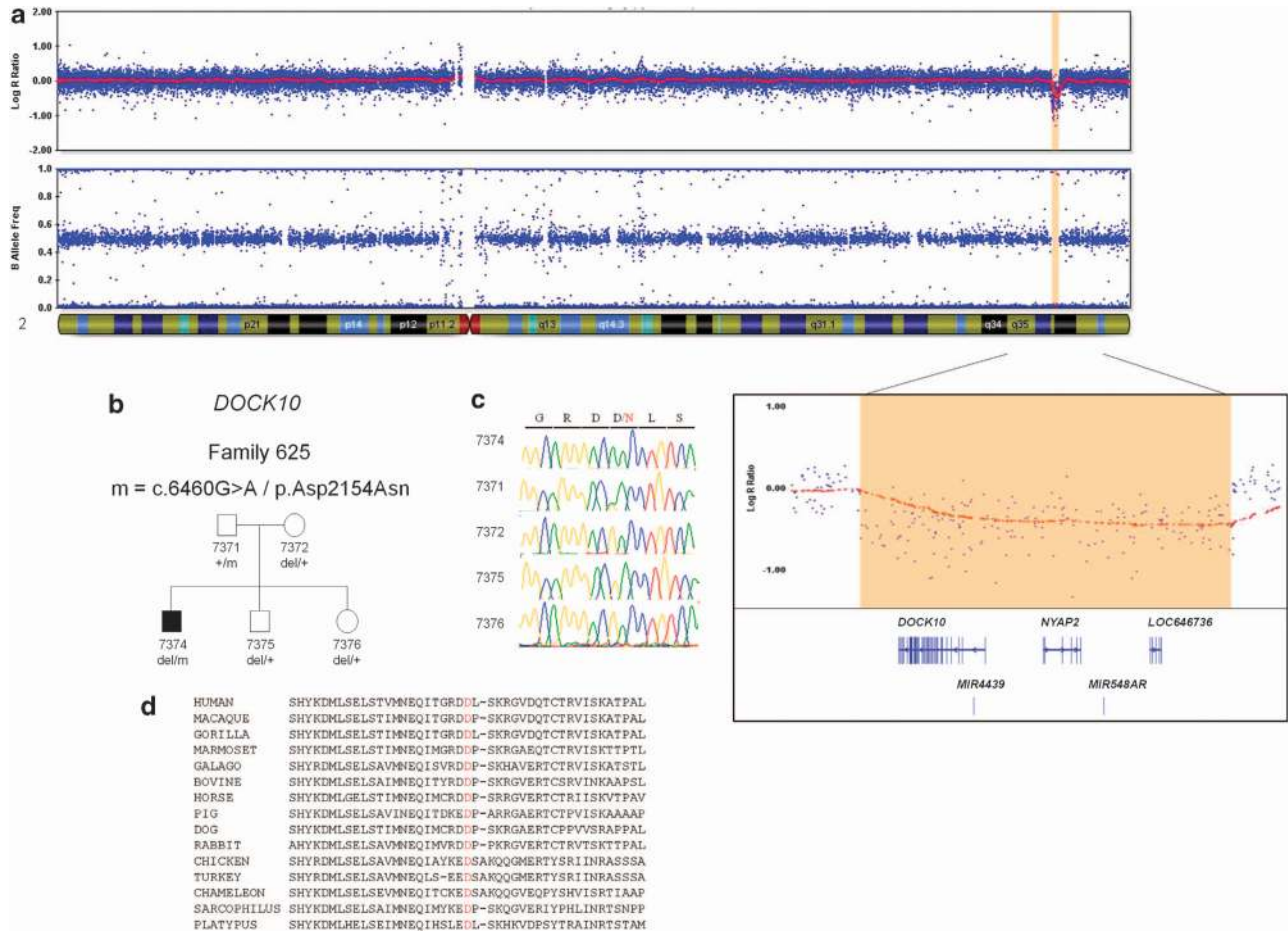 a
2.00
1.00
0.00
-1.00
-2.00
Log R Ratio
1.0
0.8
0.6
0.4
0.2
0.0
B Allele Freq
2
p21 p14 p12 p11.2 q13 q14.3 q31.1 q34 q35
b
DOCK10
Family 625
m = c.6460G>A / p.Asp2154Asn
7371 7372
+/m del/+
7374 7375 7376
del/m del/+ del/+
c
G R D D/N L S
7374
7371
7372
7375
7376
1.00
0.00
-1.00
Log R Ratio
DOCK10 NYAP2 LOC646736
MIR4439 MIR548AR
d
HUMAN SHYKDMLSELSTVMNEQITGRDDL-SKRGVDQTCTRVISKATPAL
MACAQUE SHYKDMLSELSTIMNEQITGRDDP-SKRGVDQTCTRVISKATPAL
GORILLA SHYKDMLSELSTIMNEQITGRDDL-SKRGVDQTCTRVISKATPAL
MARMOSET SHYKDMLSELSTIMNEQIMGRDDP-SKRGAEQTCTRVISKTTPTL
GALAGO SHYRDMLSELSAVMNEQISVRDDP-SKHAVERTCTRVISKATSTL
BOVINE SHYKDMLSELSAIMNEQITYRDDP-SKRGVERTCSRVINKAAPSL
HORSE SHYKDMLGELSTIMNEQIMCRDDP-SRRGVERTCTRIISKVTPAV
PIG SHYKDMLSELSAVINEQITDKEDP-ARRGAERTCTPVISKAAAAP
DOG SHYKDMLSELSTIMNEQIMCRDDP-SKRGAERTCPPVVSRAPPAL
RABBIT AHYKDMLSELSAVMNEQIMVRDDP-PKRGVERTCTRVTSKTTPAL
CHICKEN SHYRDMLSELSAVMNEQIAYKEDSAKQQGMERTYSRIINRASSSA
TURKEY SHYRDMLSELSAVMNEQLS-EEDSAKQQGMERTYSRIINRASSSA
CHAMELEON SHYKDMLSELSEVMNEQITCKEDSAKQQGVEQPYSHVISRTIAAP
SARCOPHILUS SHYKDMLSELSAIMNEQIMYKEDP-SKQGVERIYPHLINRTSNPP
PLATYPUS SHYKDMLHELSEIMNEQIHSLEDL-SKHKVDPSYTRAINRTSTAM